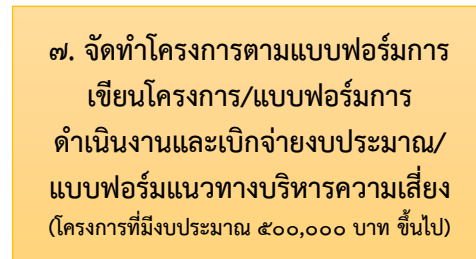 ๗. จัดทำโครงการตามแบบฟอร์มการ
เขียนโครงการ/แบบฟอร์มการ
ดำเนินงานและเบิกจ่ายงบประมาณ/
แบบฟอร์มแนวทางบริหารความเสี่ยง
(โครงการที่มีงบประมาณ ๕๐๐,๐๐๐ บาท ขึ้นไป)